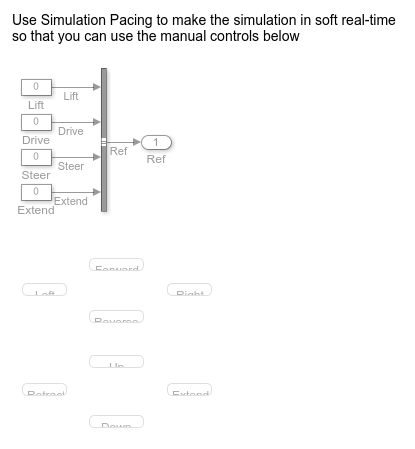 Use Simulation Pacing to make the simulation in soft real-time
so that you can use the manual controls below
0
Lift
Lift
0
Drive
Drive
0
Steer
Steer
0
Extend
Extend
Ref
1
Ref
Forward
Left
Right
Reverse
Up
Retract
Extend
Down